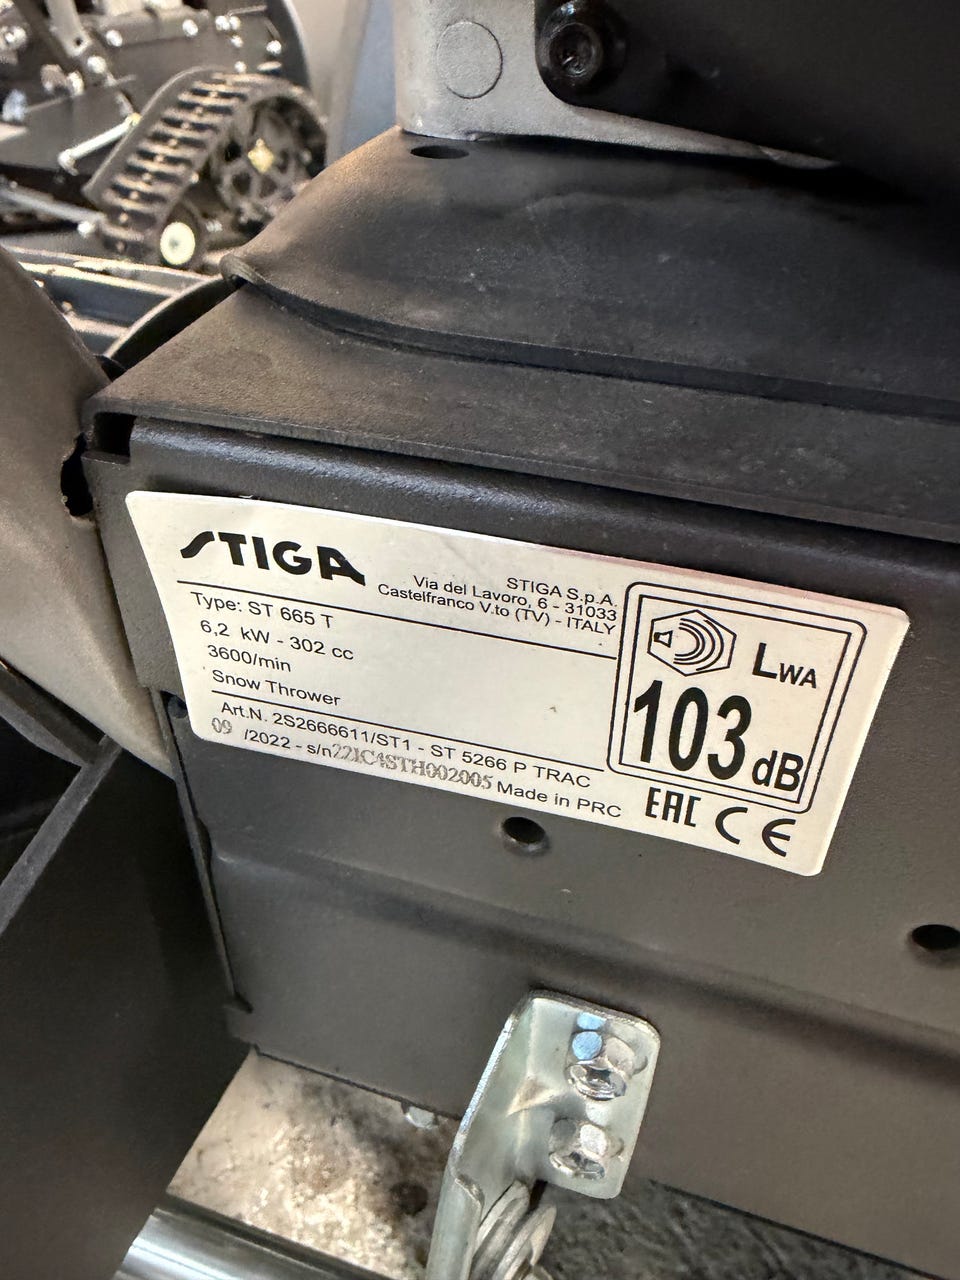 STIGA
STIGA S.p.A.
Via del Lavoro, 6 - 31033
Castelfranco V.to (TV) - ITALY
Type: ST 665 T
6,2 kW - 302 cc
3600/min
Snow Thrower
Art.N. 2S2666611/ST1 - ST 5266 P TRAC
09 /2022 - s/n22IC4STH002005 Made in PRC
LWA
103 dB
EAC CE